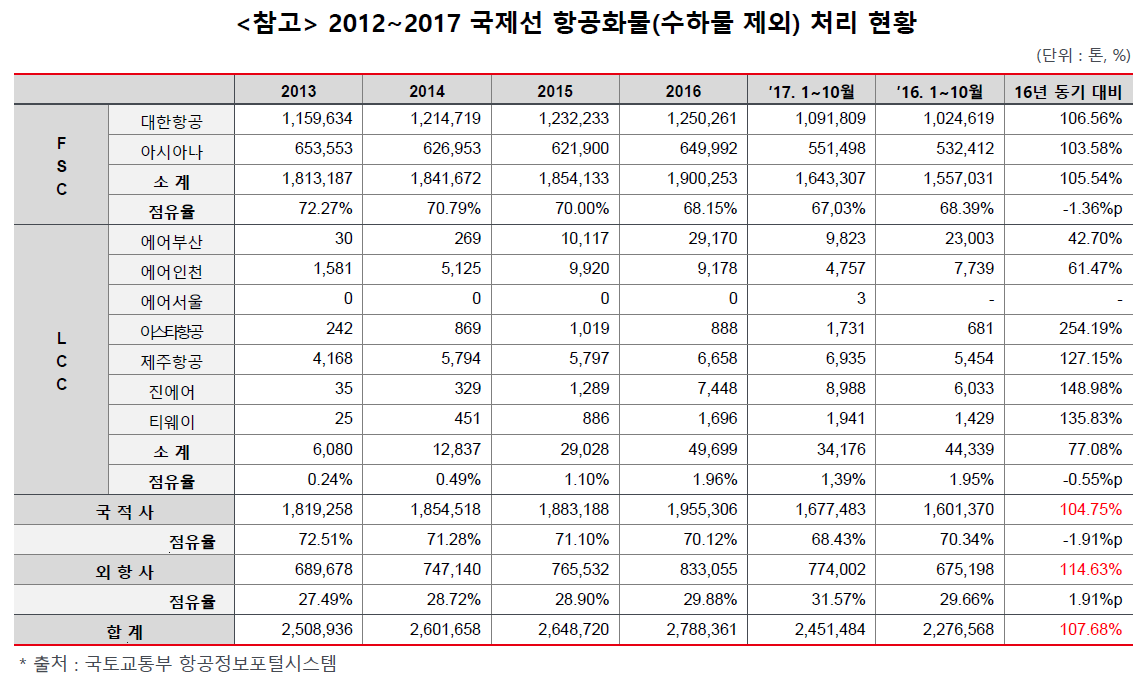 <참고> 2012~2017 국제선 항공화물(수하물 제외) 처리 현황
(단위 : 톤, %)
2013 2014 2015 2016 '17. 1~10월 '16. 1~10월 16년 동기 대비
FSC
대한항공 1,159,634 1,214,719 1,232,233 1,250,261 1,091,809 1,024,619 106.56%
아시아나 653,553 626,953 621,900 649,992 551,498 532,412 103.58%
소 계 1,813,187 1,841,672 1,854,133 1,900,253 1,643,307 1,557,031 105.54%
점유율 72.27% 70.79% 70.00% 68.15% 67,03% 68.39% -1.36%p
LCC
에어부산 30 269 10,117 29,170 9,823 23,003 42.70%
에어인천 1,581 5,125 9,920 9,178 4,757 7,739 61.47%
에어서울 0 0 0 0 3 - -
이스타항공 242 869 1,019 888 1,731 681 254.19%
제주항공 4,168 5,794 5,797 6,658 6,935 5,454 127.15%
진에어 35 329 1,289 7,448 8,988 6,033 148.98%
티웨이 25 451 886 1,696 1,941 1,429 135.83%
소 계 6,080 12,837 29,028 49,699 34,176 44,339 77.08%
점유율 0.24% 0.49% 1.10% 1.96% 1,39% 1.95% -0.55%p
국 적 사 1,819,258 1,854,518 1,883,188 1,955,306 1,677,483 1,601,370 104.75%
점유율 72.51% 71.28% 71.10% 70.12% 68.43% 70.34% -1.91%p
외 항 사 689,678 747,140 765,532 833,055 774,002 675,198 114.63%
점유율 27.49% 28.72% 28.90% 29.88% 31.57% 29.66% 1.91%p
합 계 2,508,936 2,601,658 2,648,720 2,788,361 2,451,484 2,276,568 107.68%
* 출처 : 국토교통부 항공정보포털시스템